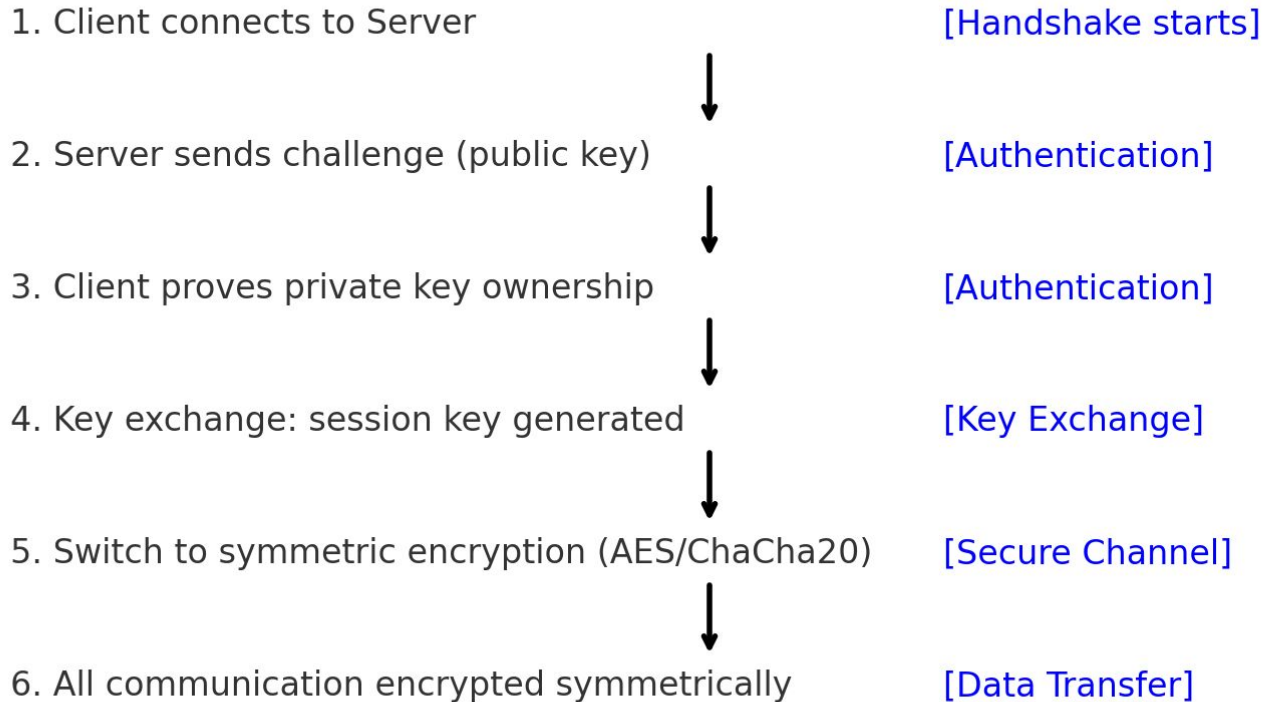 1. Client connects to Server [Handshake starts]
2. Server sends challenge (public key) [Authentication]
3. Client proves private key ownership [Authentication]
4. Key exchange: session key generated [Key Exchange]
5. Switch to symmetric encryption (AES/ChaCha20) [Secure Channel]
6. All communication encrypted symmetrically [Data Transfer]